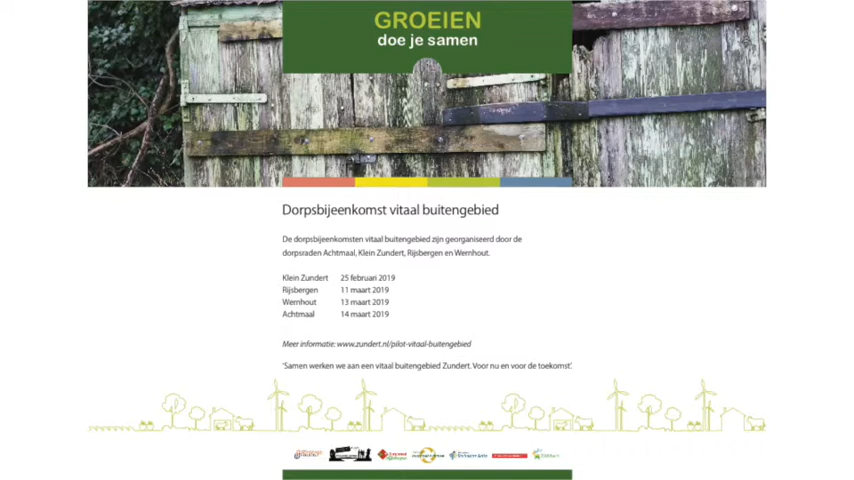 GROEIEN
doe je samen
Dorpsbijeenkomst vitaal buitengebied
De dorpsbijeenkomsten vitaal buitengebied zijn georganiseerd door de
dorpsraden Achtmaal, Klein Zundert, Rijsbergen en Wernhout.
Klein Zundert 25 februari 2019
Rijsbergen 11 maart 2019
Wernhout 13 maart 2019
Achtmaal 14 maart 2019
Meer informatie: www.zundert.nl/pilot-vitaal-buitengebied
'Samen werken we aan een vitaal buitengebied Zundert. Voor nu en voor de toekomst'.